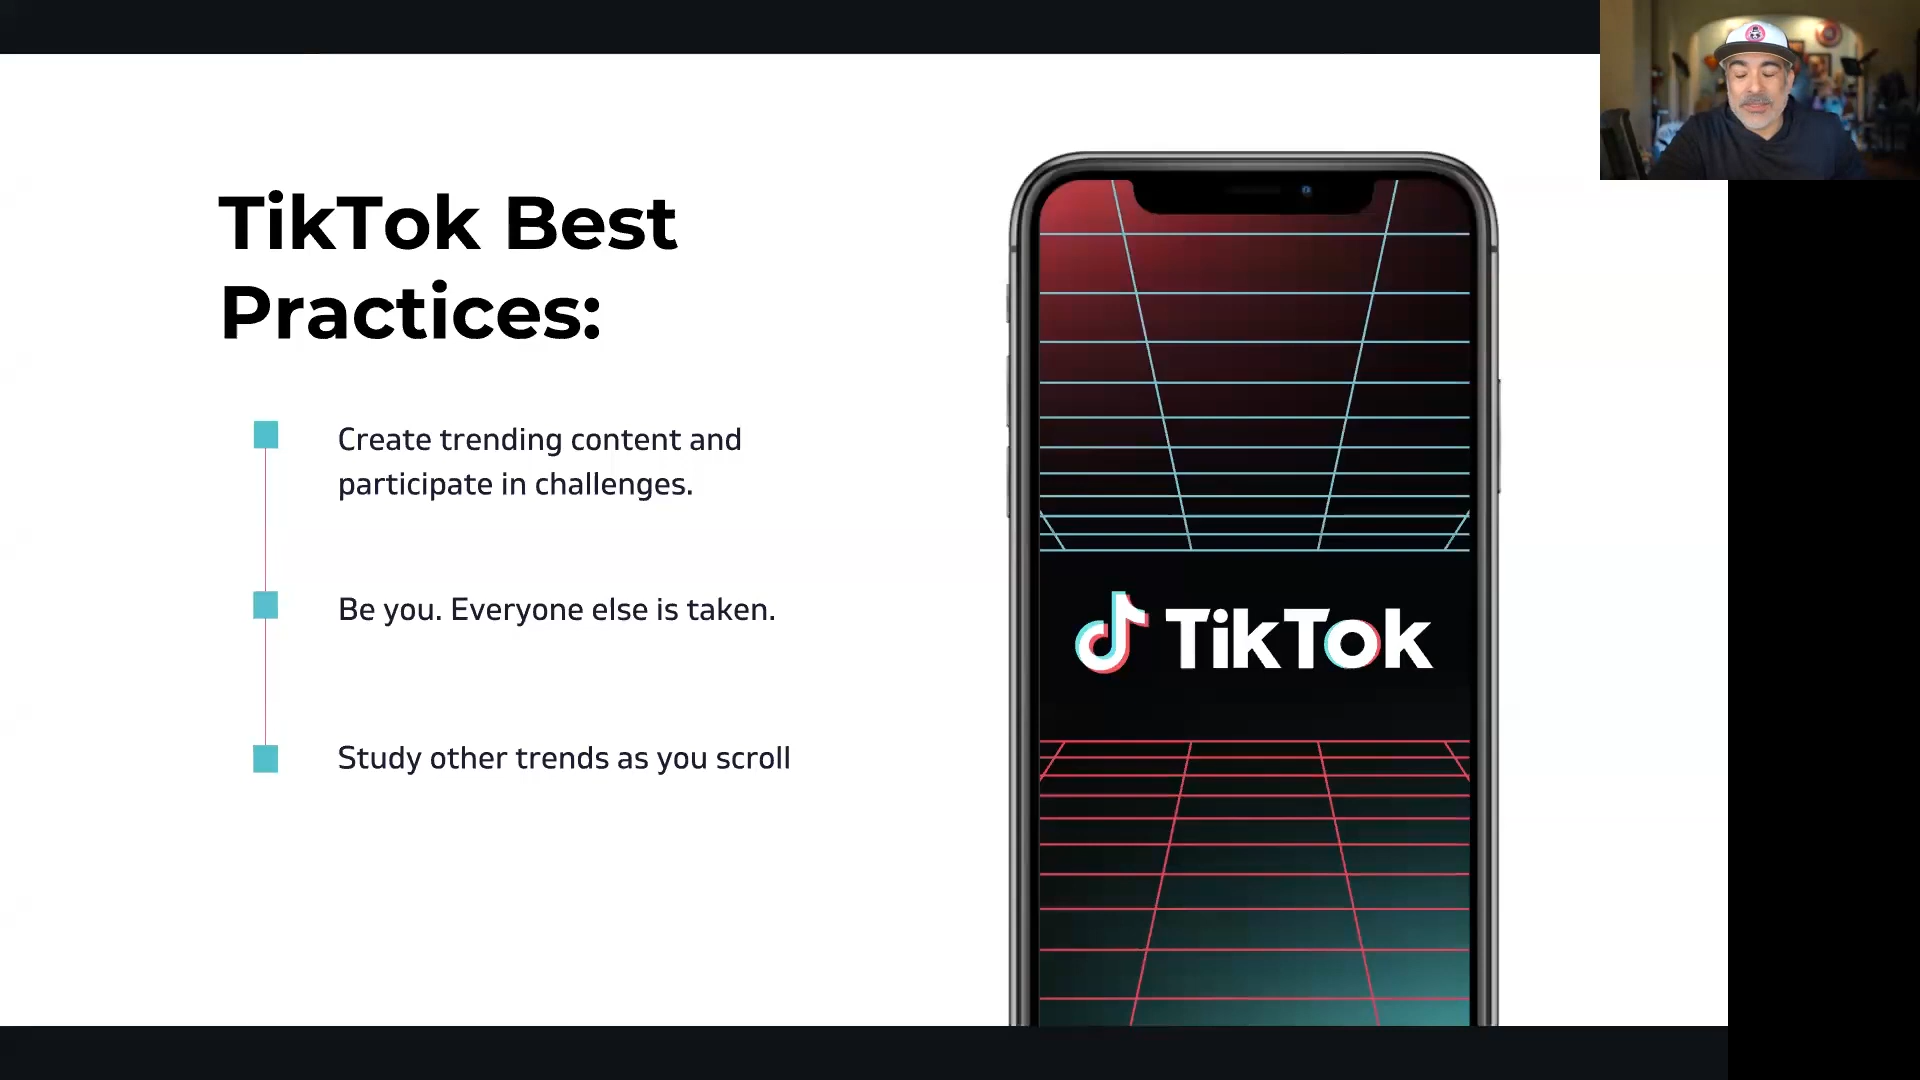 TikTok Best
Practices:
Create trending content and
participate in challenges.
Be you. Everyone else is taken.
Study other trends as you scroll
TikTok